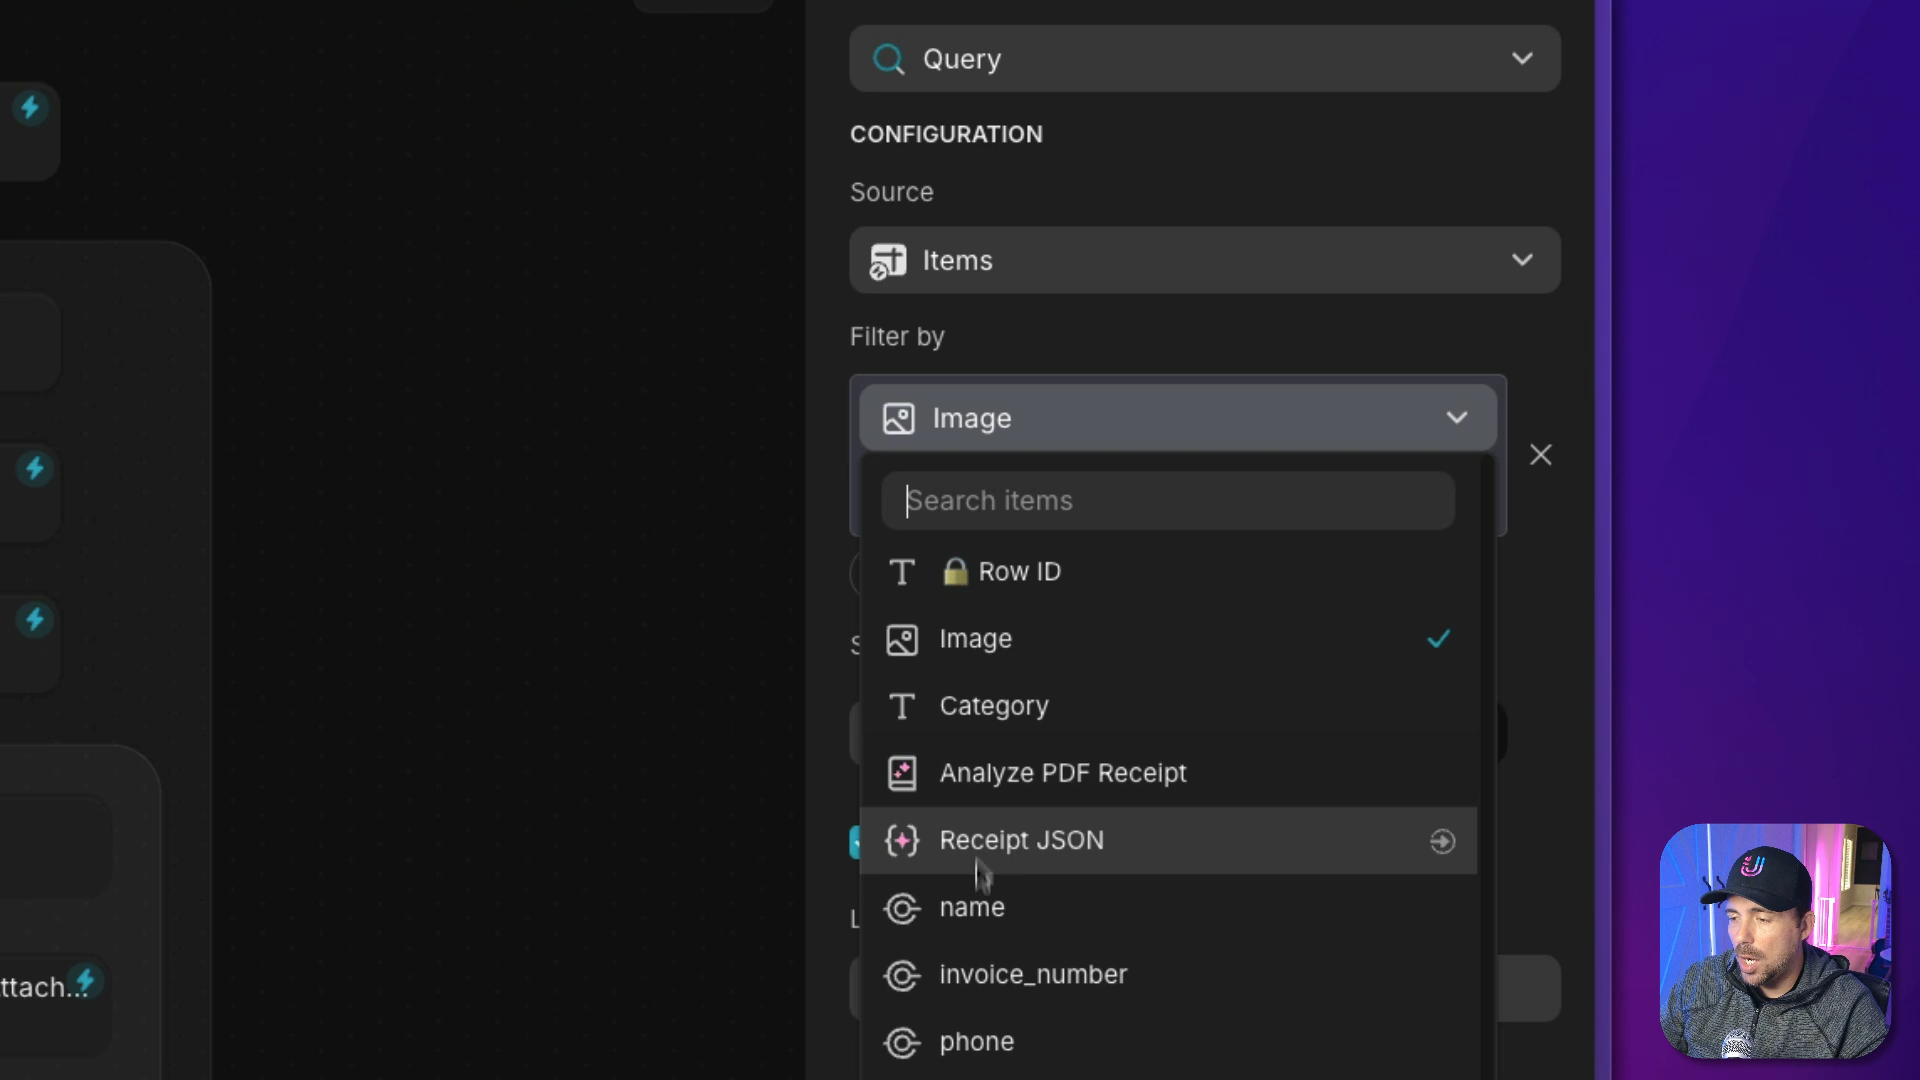 Query
CONFIGURATION
Source
Items
Filter by
Image
Search items
Row ID
Image
Category
Analyze PDF Receipt
Receipt JSON
name
ttach...
invoice_number
phone